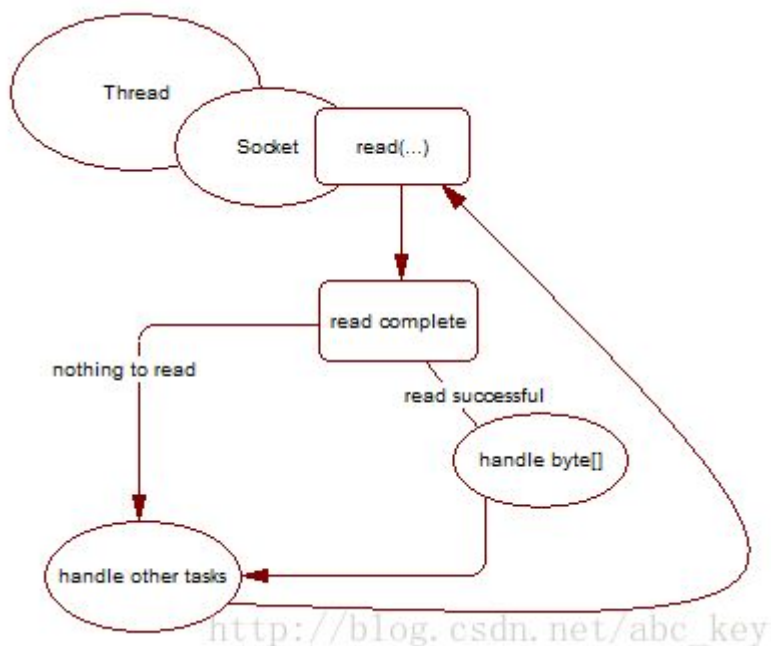 Thread
Socket
read(...)
read complete
nothing to read
read successful
handle byte[]
handle other tasks
http://blog.csdn.net/abc_key